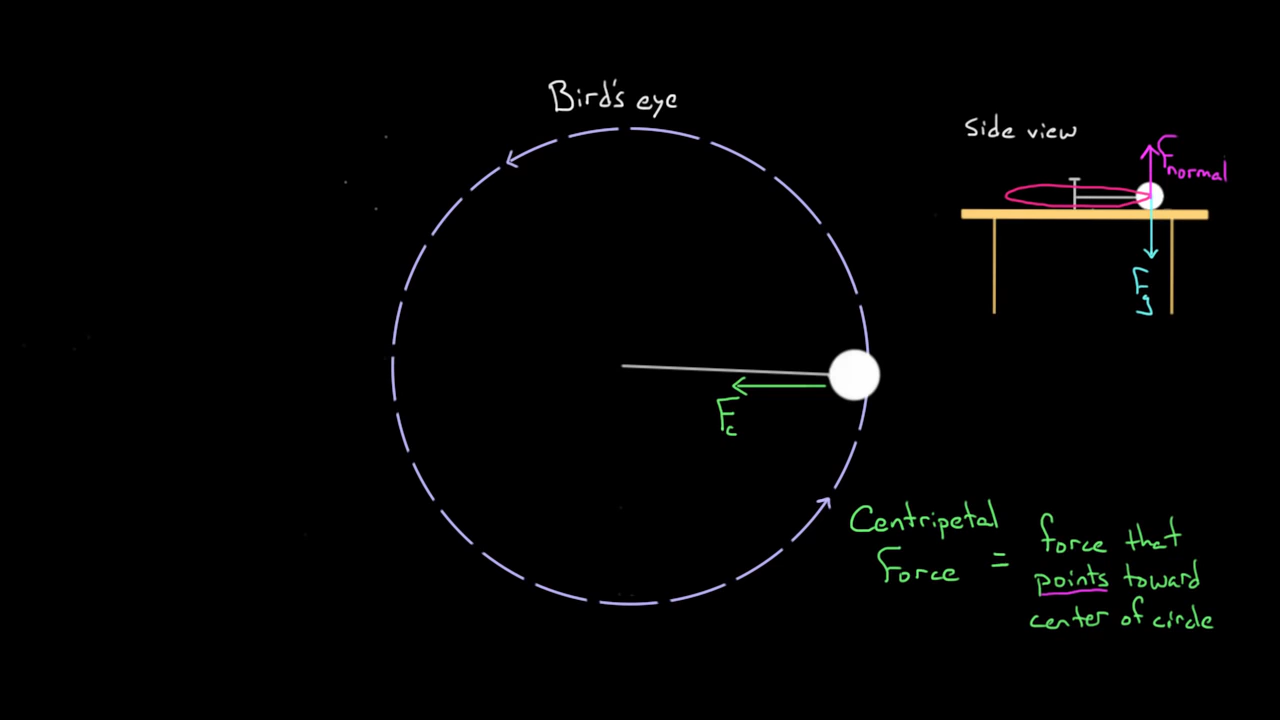 Bird's eye
Side view
Fnormal
Fg
Fc
Centripetal
Force = force that
points toward
center of circle